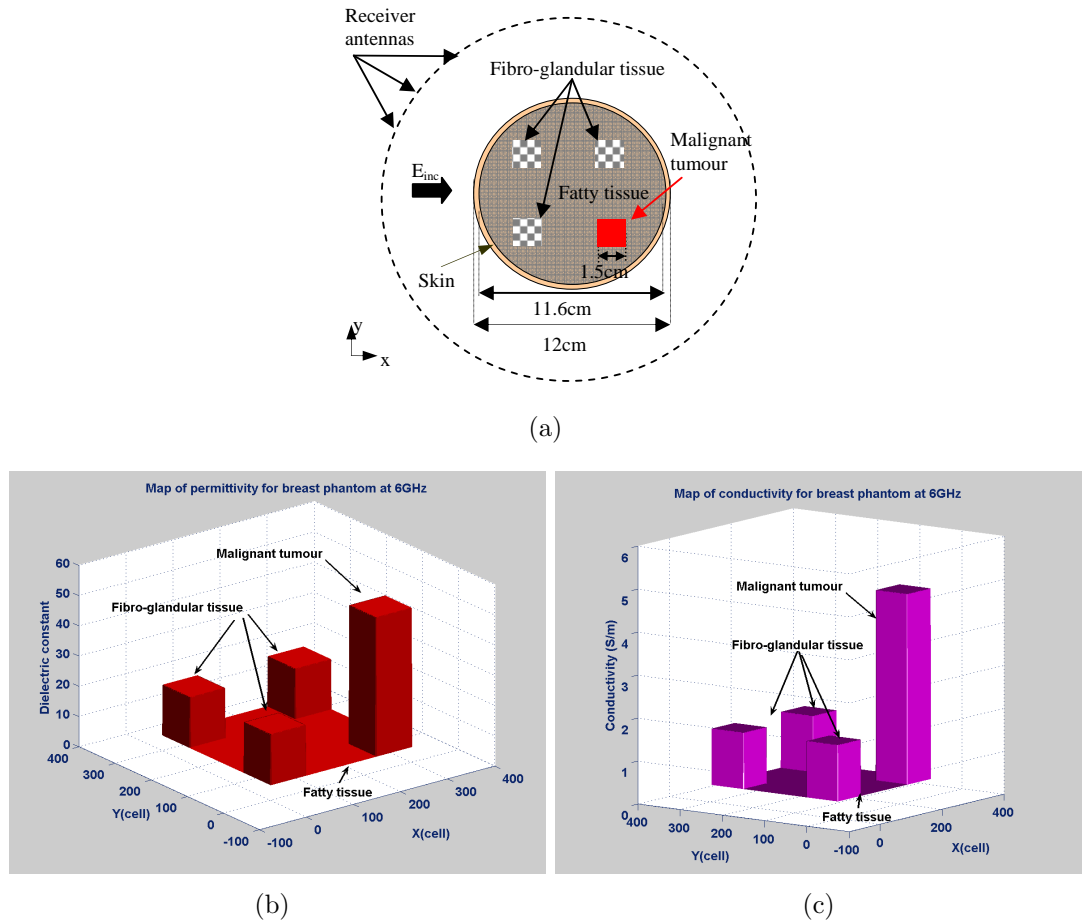 Receiver
antennas
Fibro-glandular tissue
Malignant
tumour
E_inc
Fatty tissue
Skin
1.5cm
11.6cm
12cm
y
x
(a)
Map of permittivity for breast phantom at 6GHz
Malignant tumour
Fibro-glandular tissue
Fatty tissue
Dielectric constant
60
50
40
30
20
10
0
400
300
200
100
0
-100
Y(cell)
-100
0
100
200
300
400
X(cell)
(b)
Map of conductivity for breast phantom at 6GHz
Malignant tumour
Fibro-glandular tissue
Fatty tissue
Conductivity (S/m)
6
5
4
3
2
1
0
400
300
200
100
0
-100
Y(cell)
0
200
400
X(cell)
(c)